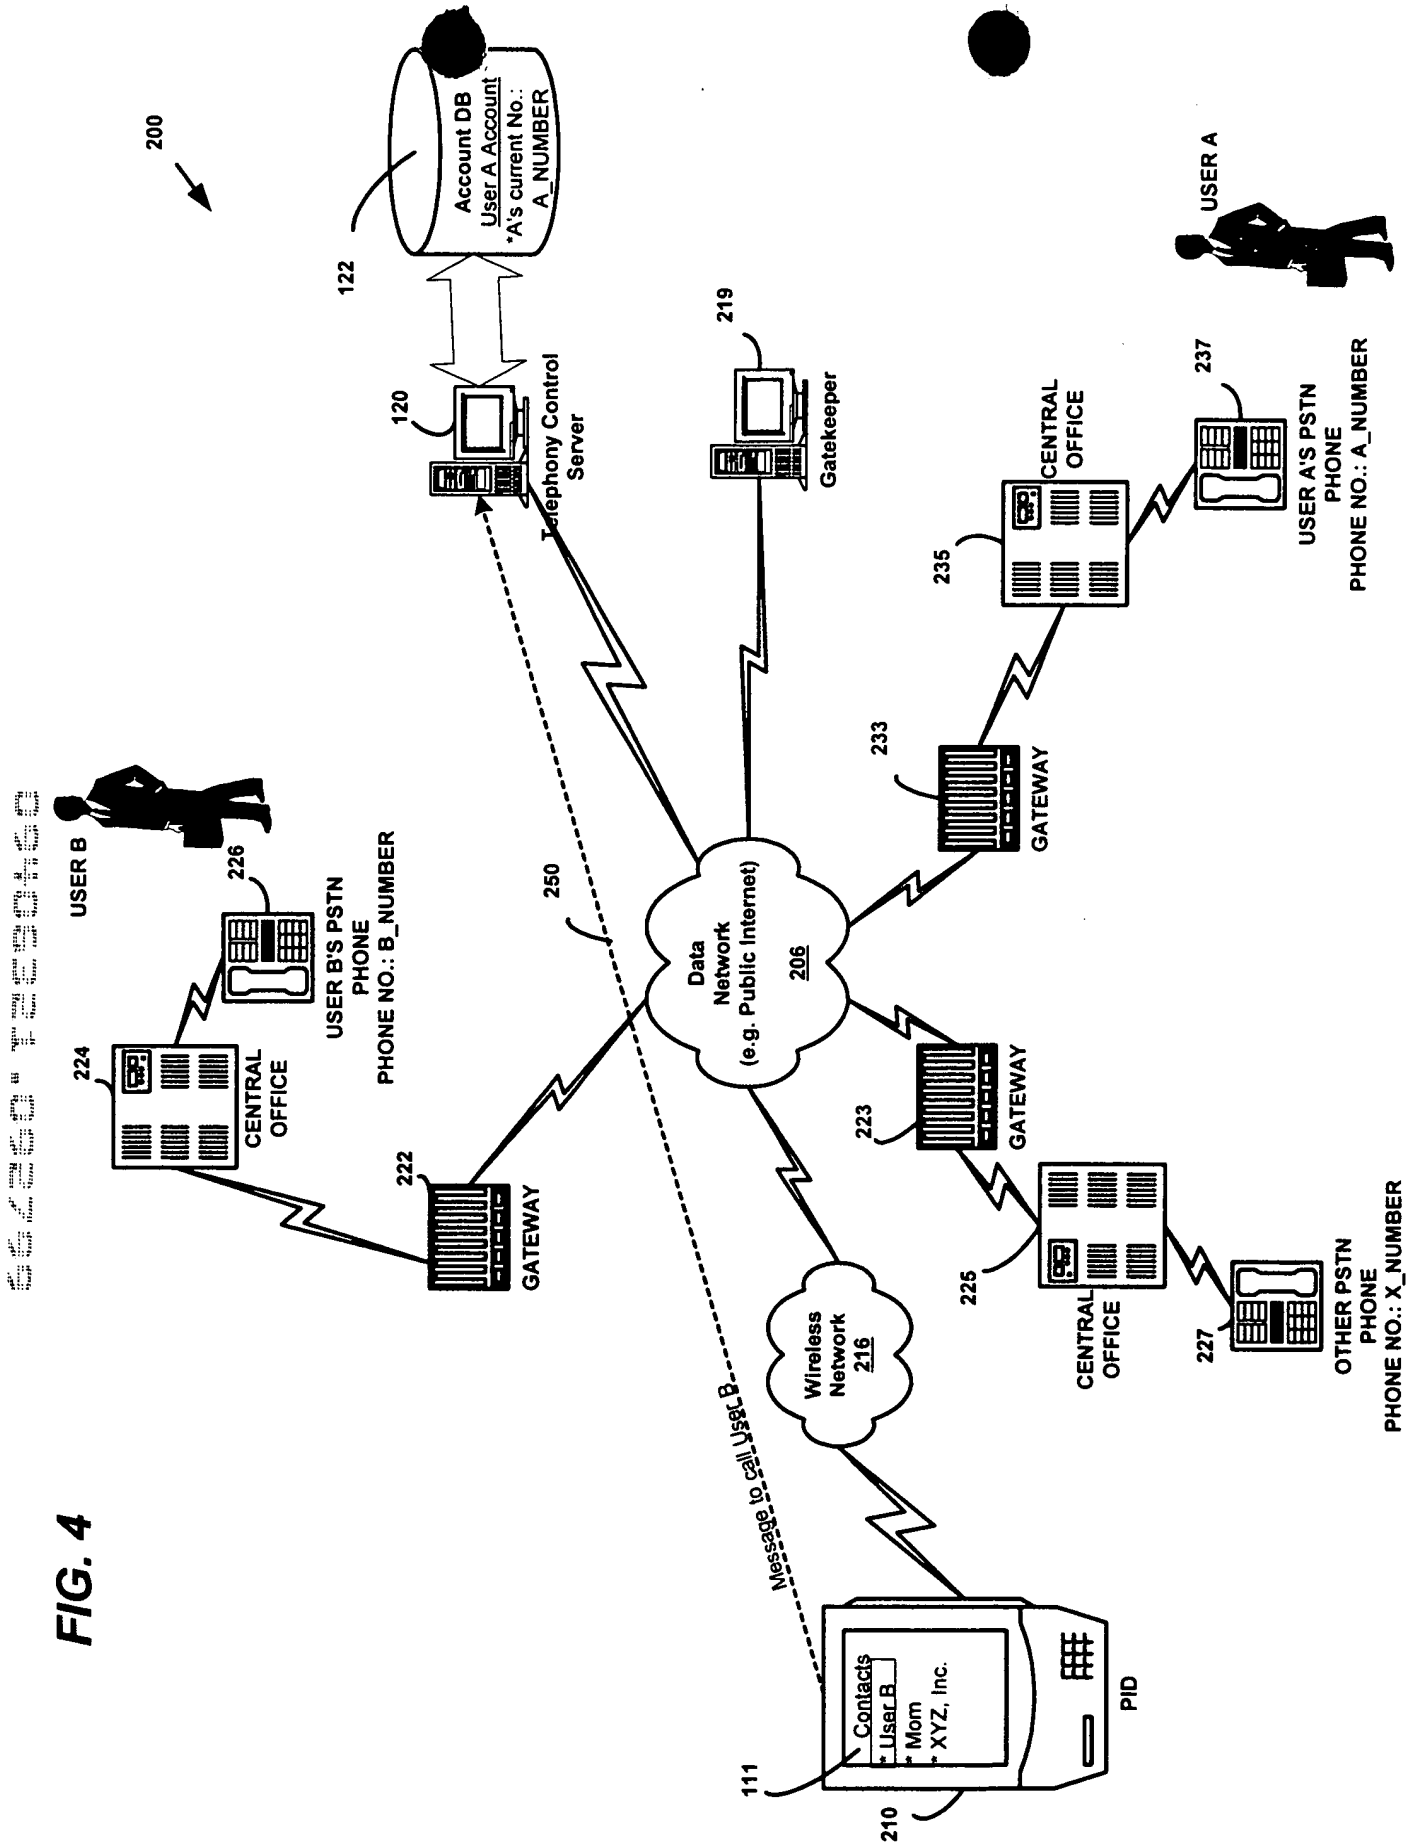 FIG. 4
200
122
Account DB
User A Account
*A's current No.:
A_NUMBER
120
Telephony Control
Server
219
Gatekeeper
USER B
226
USER B'S PSTN
PHONE
PHONE NO.: B_NUMBER
224
CENTRAL
OFFICE
222
GATEWAY
250
Message to call User B
Data
Network
(e.g. Public Internet)
206
Wireless
Network
216
111
Contacts
* User B
* Mom
* XYZ, Inc.
210
PID
223
GATEWAY
225
CENTRAL
OFFICE
227
OTHER PSTN
PHONE
PHONE NO.: X_NUMBER
233
GATEWAY
235
CENTRAL
OFFICE
237
USER A'S PSTN
PHONE
PHONE NO.: A_NUMBER
USER A